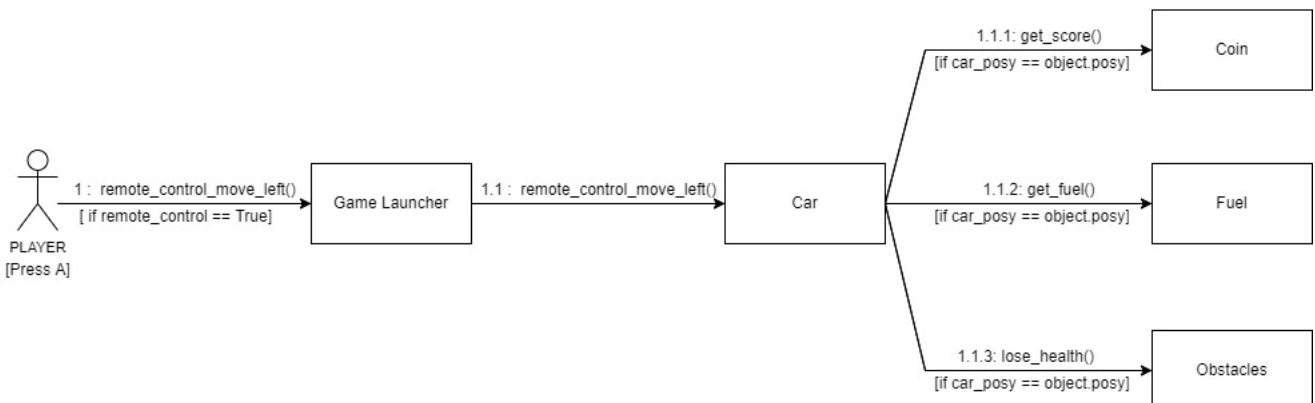 1.1.1: get_score()
[if car_posy == object.posy]
Coin
1 : remote_control_move_left()
[ if remote_control == True]
PLAYER
[Press A]
Game Launcher
1.1 : remote_control_move_left()
Car
1.1.2: get_fuel()
[if car_posy == object.posy]
Fuel
1.1.3: lose_health()
[if car_posy == object.posy]
Obstacles